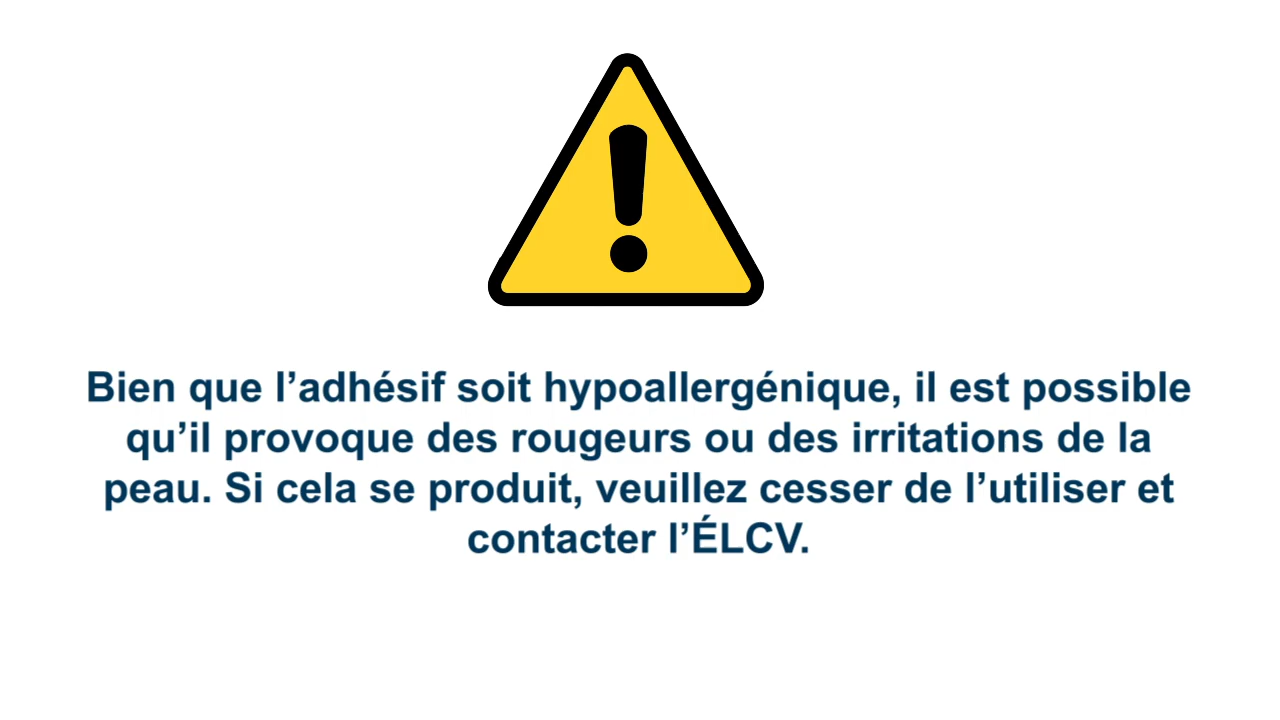 Bien que l’adhésif soit hypoallergénique, il est possible
qu’il provoque des rougeurs ou des irritations de la
peau. Si cela se produit, veuillez cesser de l’utiliser et
contacter l’ÉLCV.